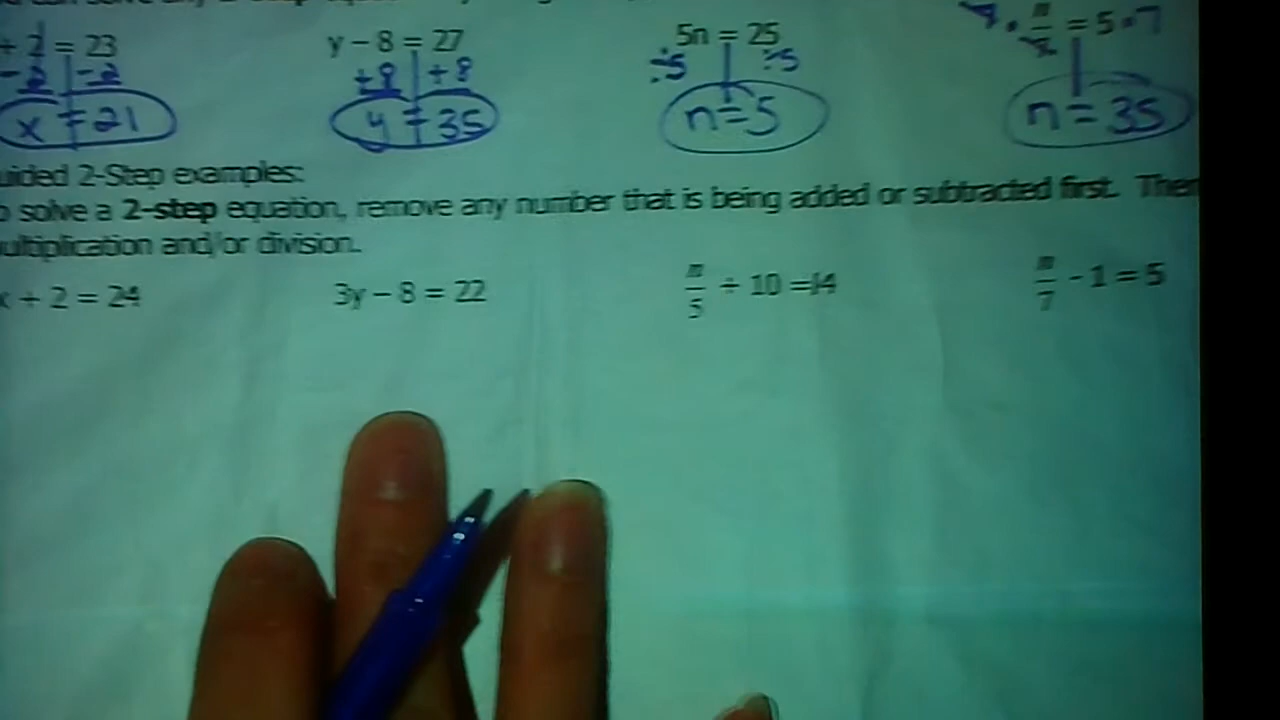 + 2 = 23 y − 8 = 27 5n = 25 7 · n/7 = 5 · 7
− 2 − 2 + 8 + 8 ÷5 ÷5
x = 21 y = 35 n = 5 n = 35
uided 2-Step examples:
o solve a 2-step equation, remove any number that is being added or subtracted first. Then
ultiplication and/or division.
x + 2 = 24 3y − 8 = 22 n/5 + 10 =14 n/7 - 1 = 5